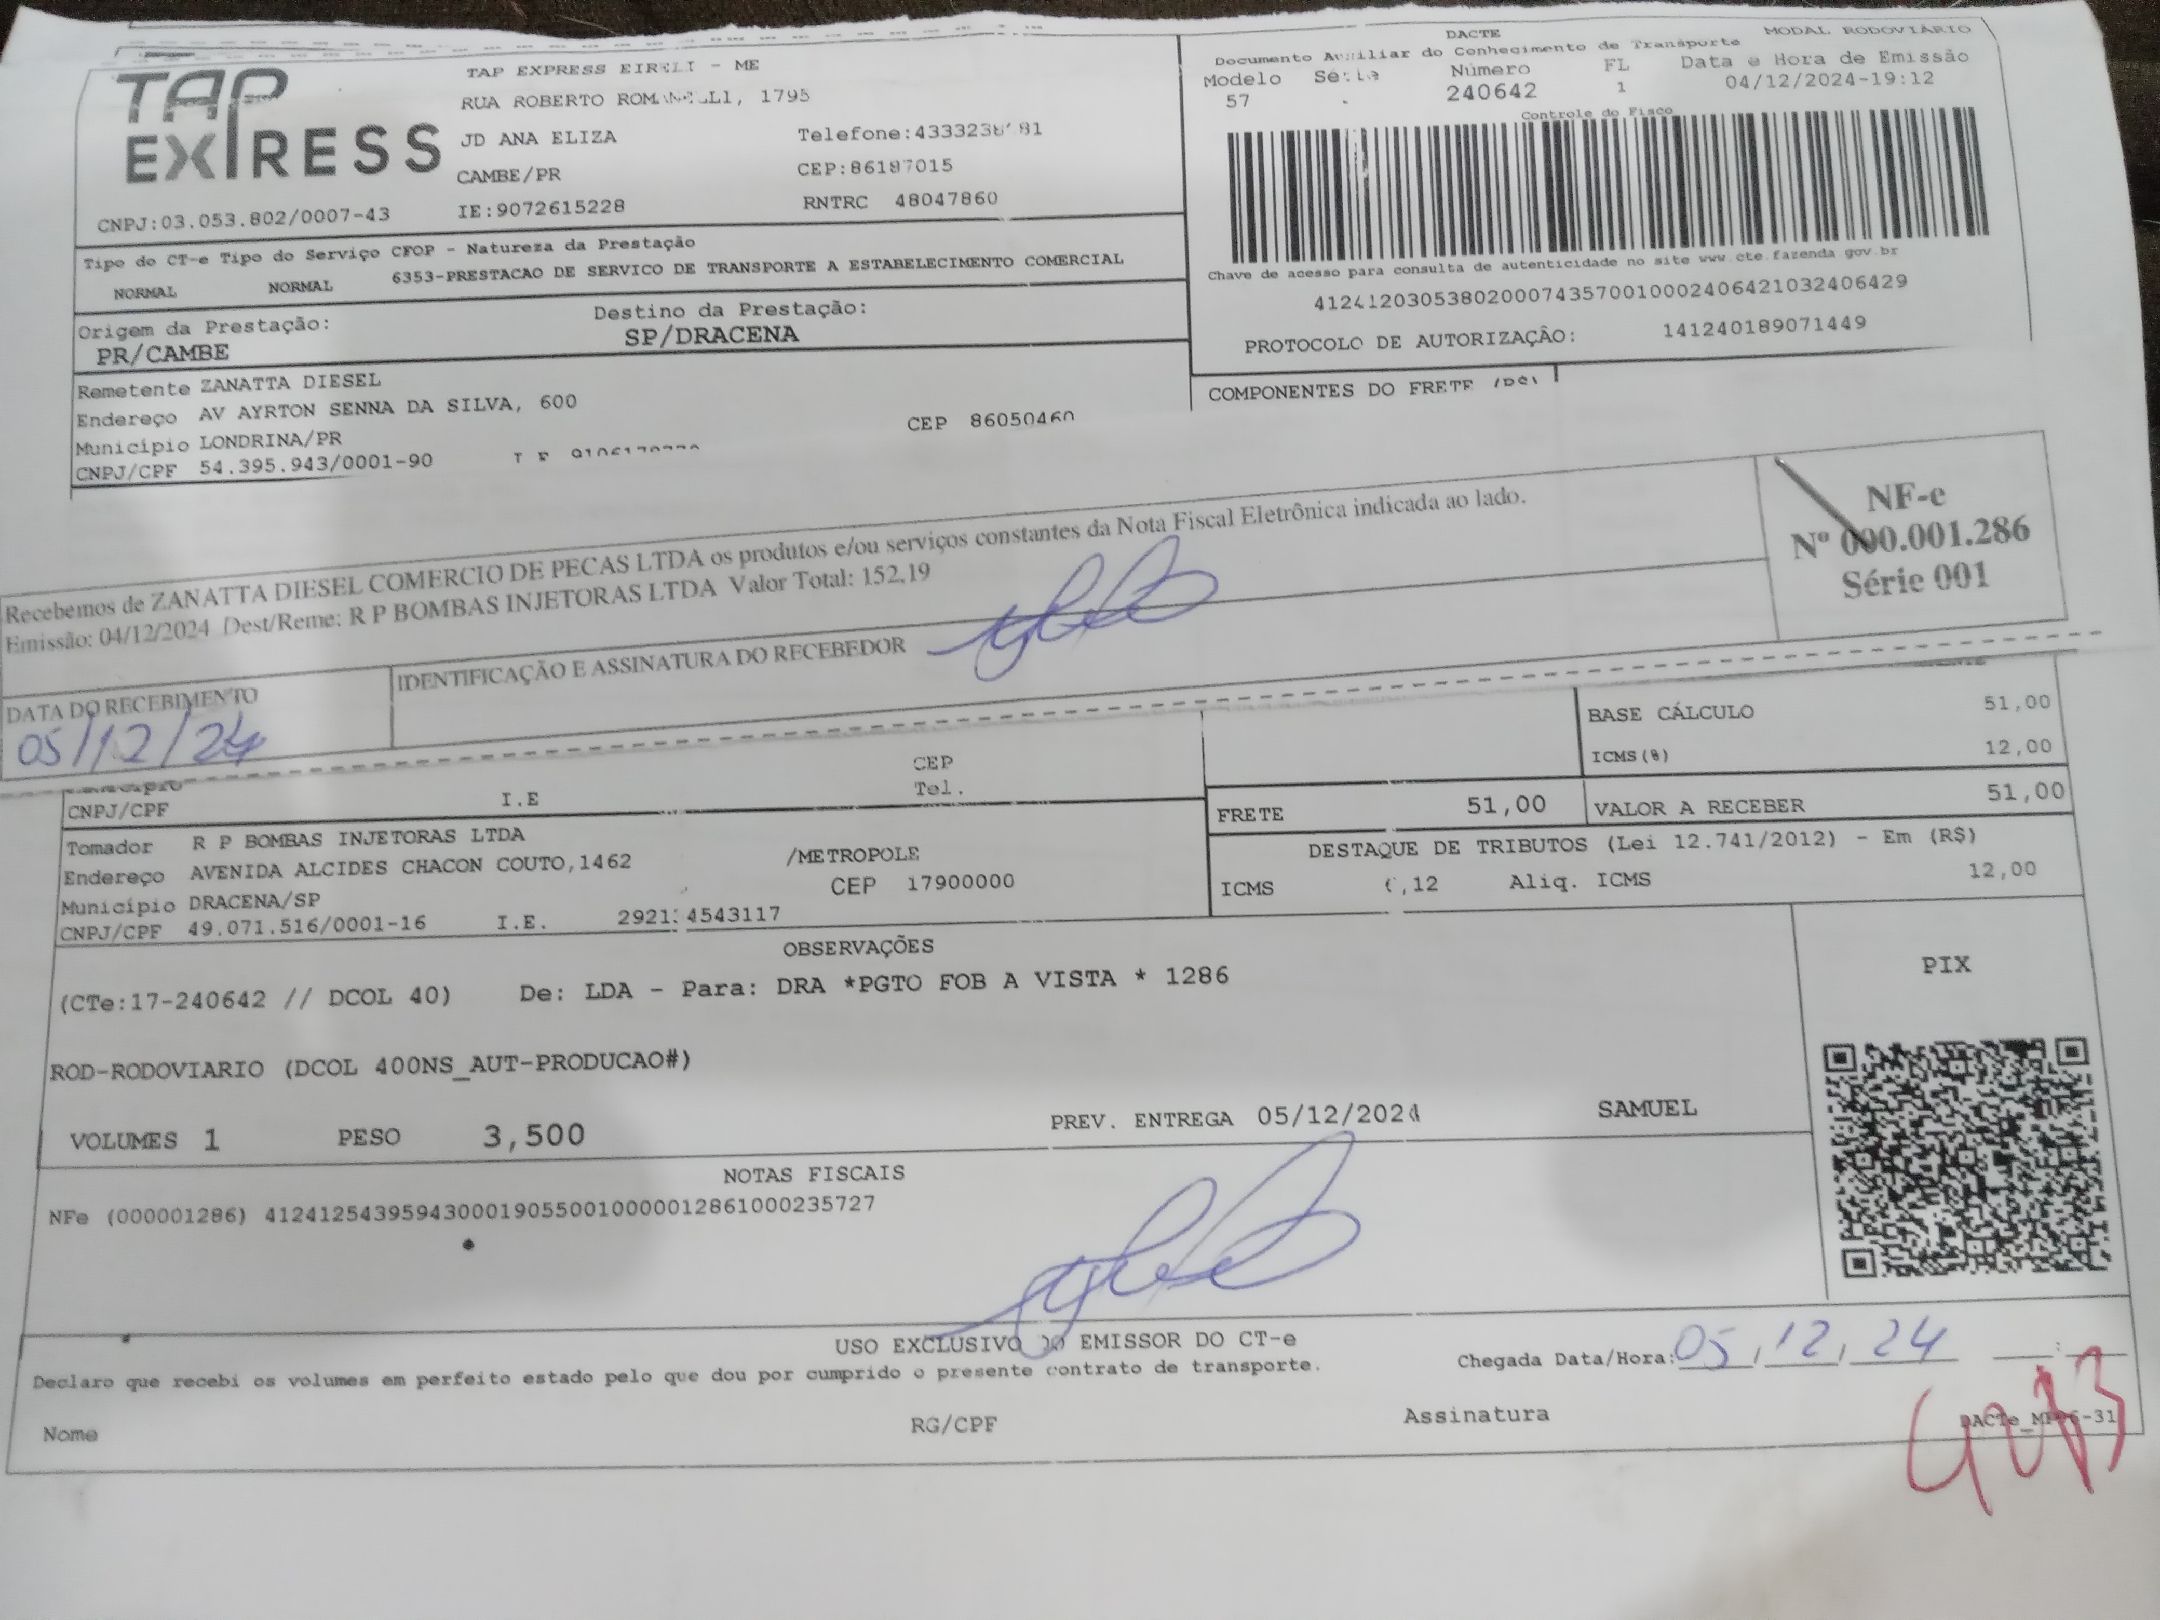 TAP EXPRESS
TAP EXPRESS EIRELI - ME
RUA ROBERTO ROMANELLI, 1795
JD ANA ELIZA Telefone:
CAMBE/PR CEP:86187015
CNPJ:03.053.802/0007-43 IE:9072615228 RNTRC 48047860
DACTE MODAL RODOVIÁRIO
Documento Auxiliar do Conhecimento de Transporte
Modelo Série Número FL Data e Hora de Emissão
57 240642 1 04/12/2024-19:12
Controle do Fisco
Chave de acesso para consulta de autenticidade no site www.cte.fazenda.gov.br
41241203053802000743570010002406421032406429
PROTOCOLO DE AUTORIZAÇÃO: 141240189071449
Tipo do CT-e Tipo do Serviço CFOP - Natureza da Prestação
NORMAL NORMAL 6353-PRESTACAO DE SERVICO DE TRANSPORTE A ESTABELECIMENTO COMERCIAL
Origem da Prestação: Destino da Prestação:
PR/CAMBE SP/DRACENA
Remetente ZANATTA DIESEL
Endereço AV AYRTON SENNA DA SILVA, 600
Município LONDRINA/PR CEP 86050460
CNPJ/CPF 54.395.943/0001-90 I.E
COMPONENTES DO FRETE
Recebemos de ZANATTA DIESEL COMERCIO DE PECAS LTDA os produtos e/ou serviços constantes da Nota Fiscal Eletrônica indicada ao lado.
Emissão: 04/12/2024 Dest/Reme: R P BOMBAS INJETORAS LTDA Valor Total: 152,19
NF-e
Nº 000.001.286
Série 001
DATA DO RECEBIMENTO IDENTIFICAÇÃO E ASSINATURA DO RECEBEDOR
05/12/24
BASE CÁLCULO 51,00
ICMS(%) 12,00
CEP
CNPJ/CPF I.E Tel.
FRETE 51,00 VALOR A RECEBER 51,00
Tomador R P BOMBAS INJETORAS LTDA
Endereço AVENIDA ALCIDES CHACON COUTO,1462 /METROPOLE
Município DRACENA/SP CEP 17900000
CNPJ/CPF 49.071.516/0001-16 I.E.
DESTAQUE DE TRIBUTOS (Lei 12.741/2012) - Em (R$)
ICMS ,12 Aliq. ICMS 12,00
OBSERVAÇÕES
(CTe:17-240642 // DCOL 40) De: LDA - Para: DRA *PGTO FOB A VISTA * 1286
PIX
ROD-RODOVIARIO (DCOL 400NS_AUT-PRODUCAO#)
VOLUMES 1 PESO 3,500 PREV. ENTREGA 05/12/2024 SAMUEL
NOTAS FISCAIS
NFe (000001286) 41241254395943000190550010000012861000235727
USO EXCLUSIVO DO EMISSOR DO CT-e
Declaro que recebi os volumes em perfeito estado pelo que dou por cumprido o presente contrato de transporte.
Chegada Data/Hora: 05/12/24
Nome RG/CPF Assinatura